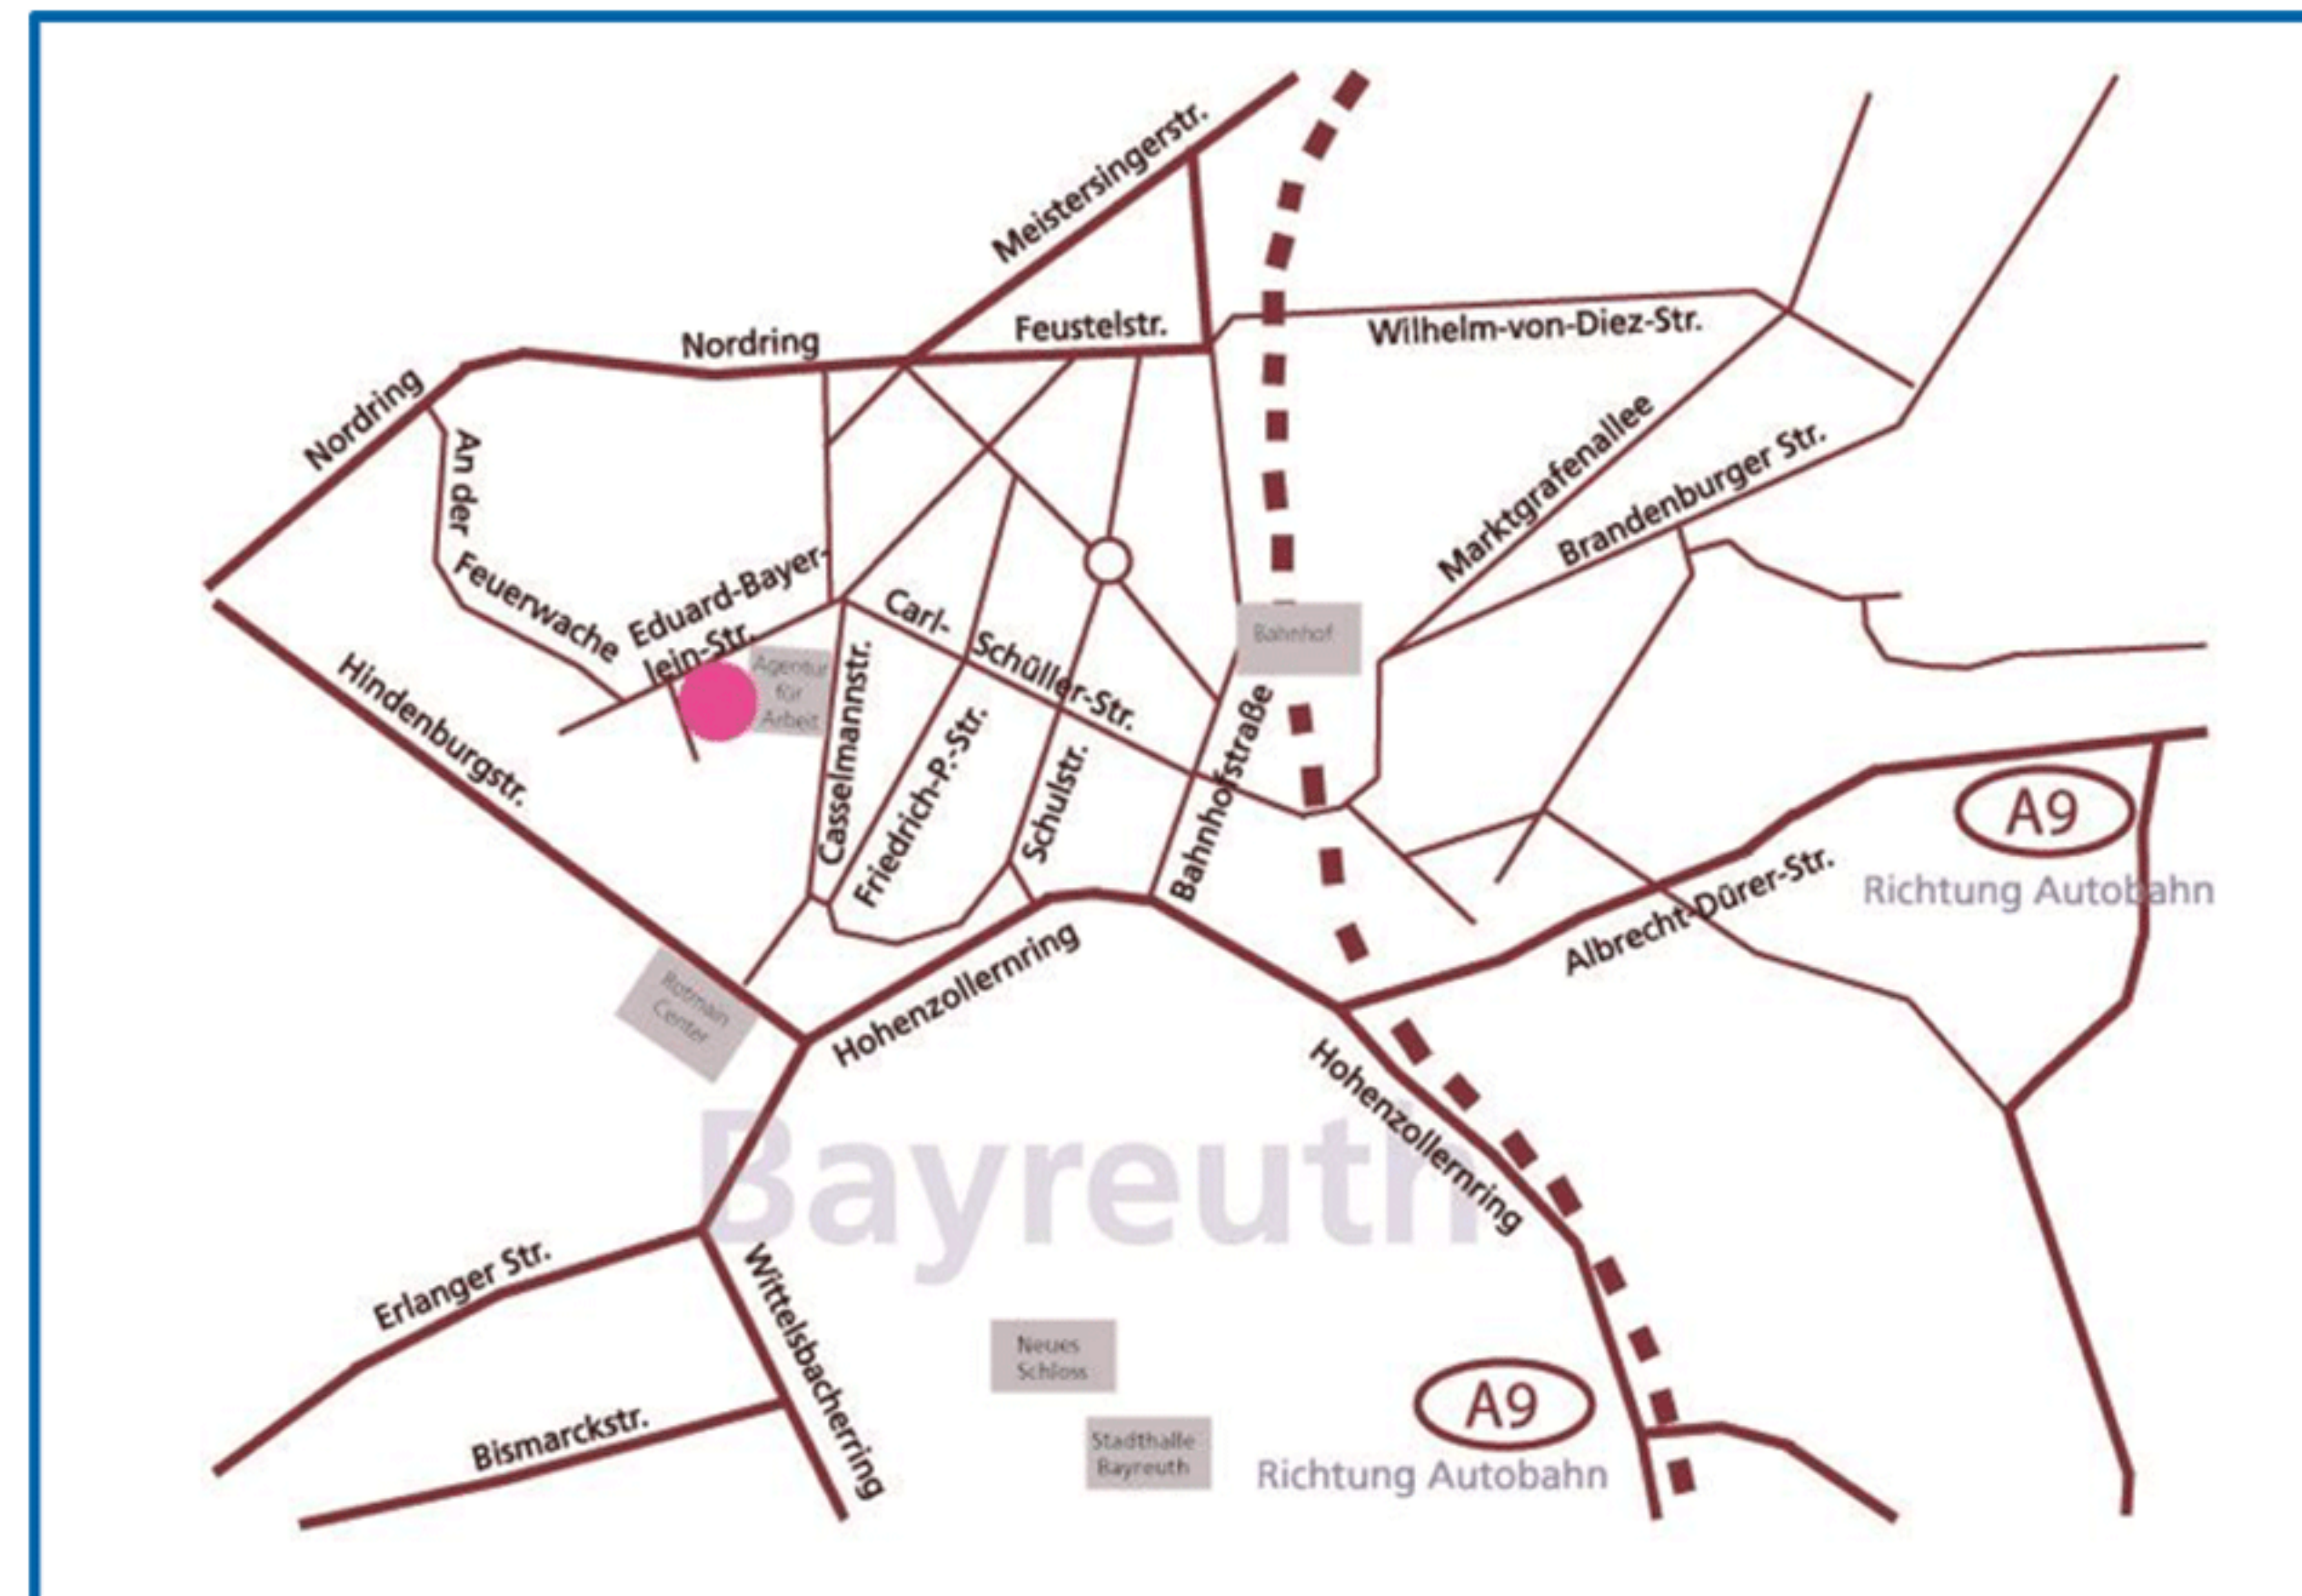 Meistersingerstr.
Feustelstr.
Nordring
Wilhelm-von-Diez-Str.
Nordring
An der
Feuerwache
Marktgrafenallee
Brandenburger Str.
Eduard-Bayer-
lein-Str.
Carl-
Schüller-Str.
Bahnhof
Agentur
für
Arbeit
Hindenburgstr.
Casselmannstr.
Friedrich-P.-Str.
Schulstr.
Bahnhofstraße
A9
Richtung Autobahn
Albrecht-Dürer-Str.
Rotmain
Center
Hohenzollernring
Hohenzollernring
Bayreuth
Erlanger Str.
Wittelsbacherring
Bismarckstr.
Neues
Schloss
Stadthalle
Bayreuth
A9
Richtung Autobahn